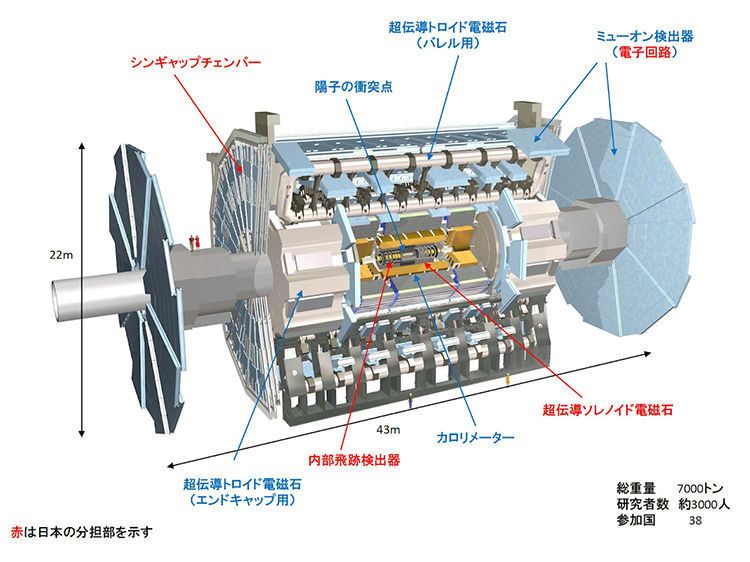 超伝導トロイド電磁石
（バレル用）
ミューオン検出器
（電子回路）
シンギャップチェンバー
陽子の衝突点
22m
43m
超伝導ソレノイド電磁石
カロリメーター
内部飛跡検出器
超伝導トロイド電磁石
（エンドキャップ用）
総重量 7000トン
研究者数 約3000人
参加国 38
赤は日本の分担部を示す